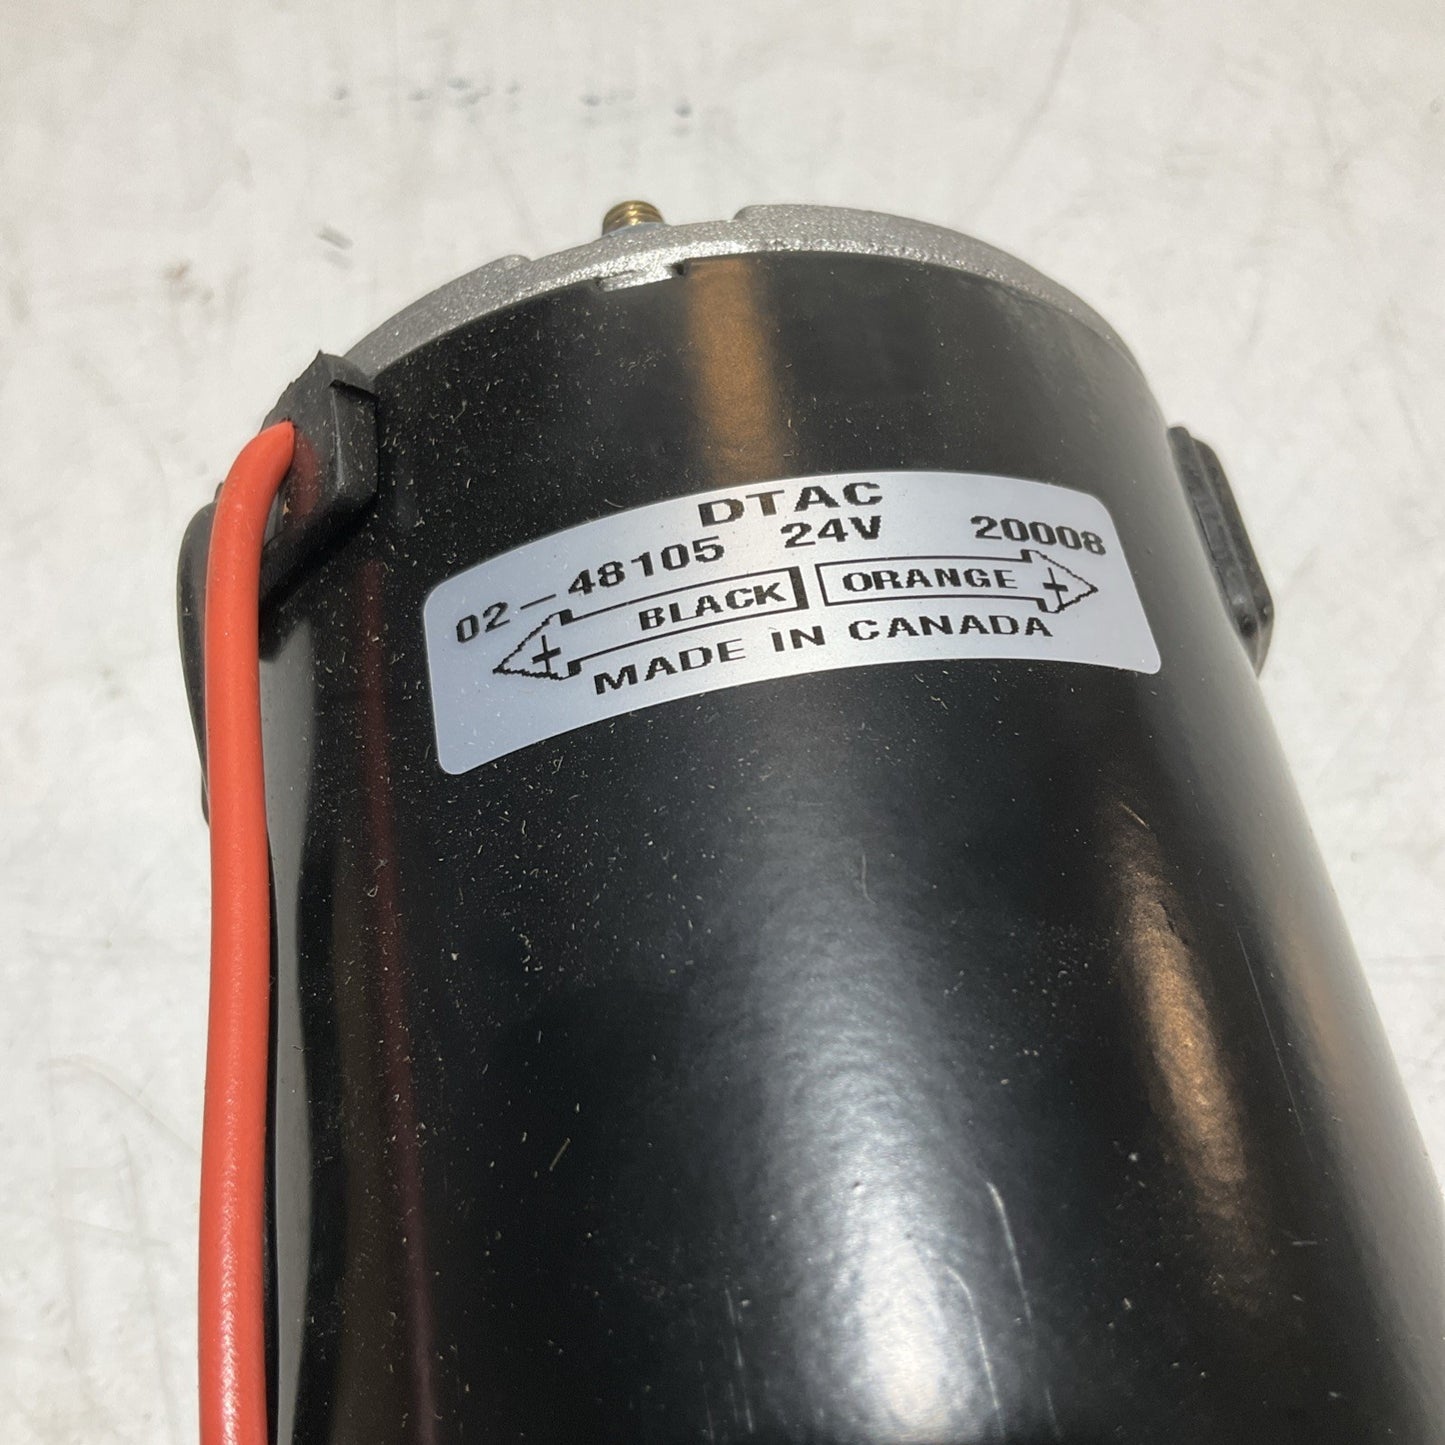 DTAC
02-48105 24V 20008
+ BLACK ORANGE +
MADE IN CANADA